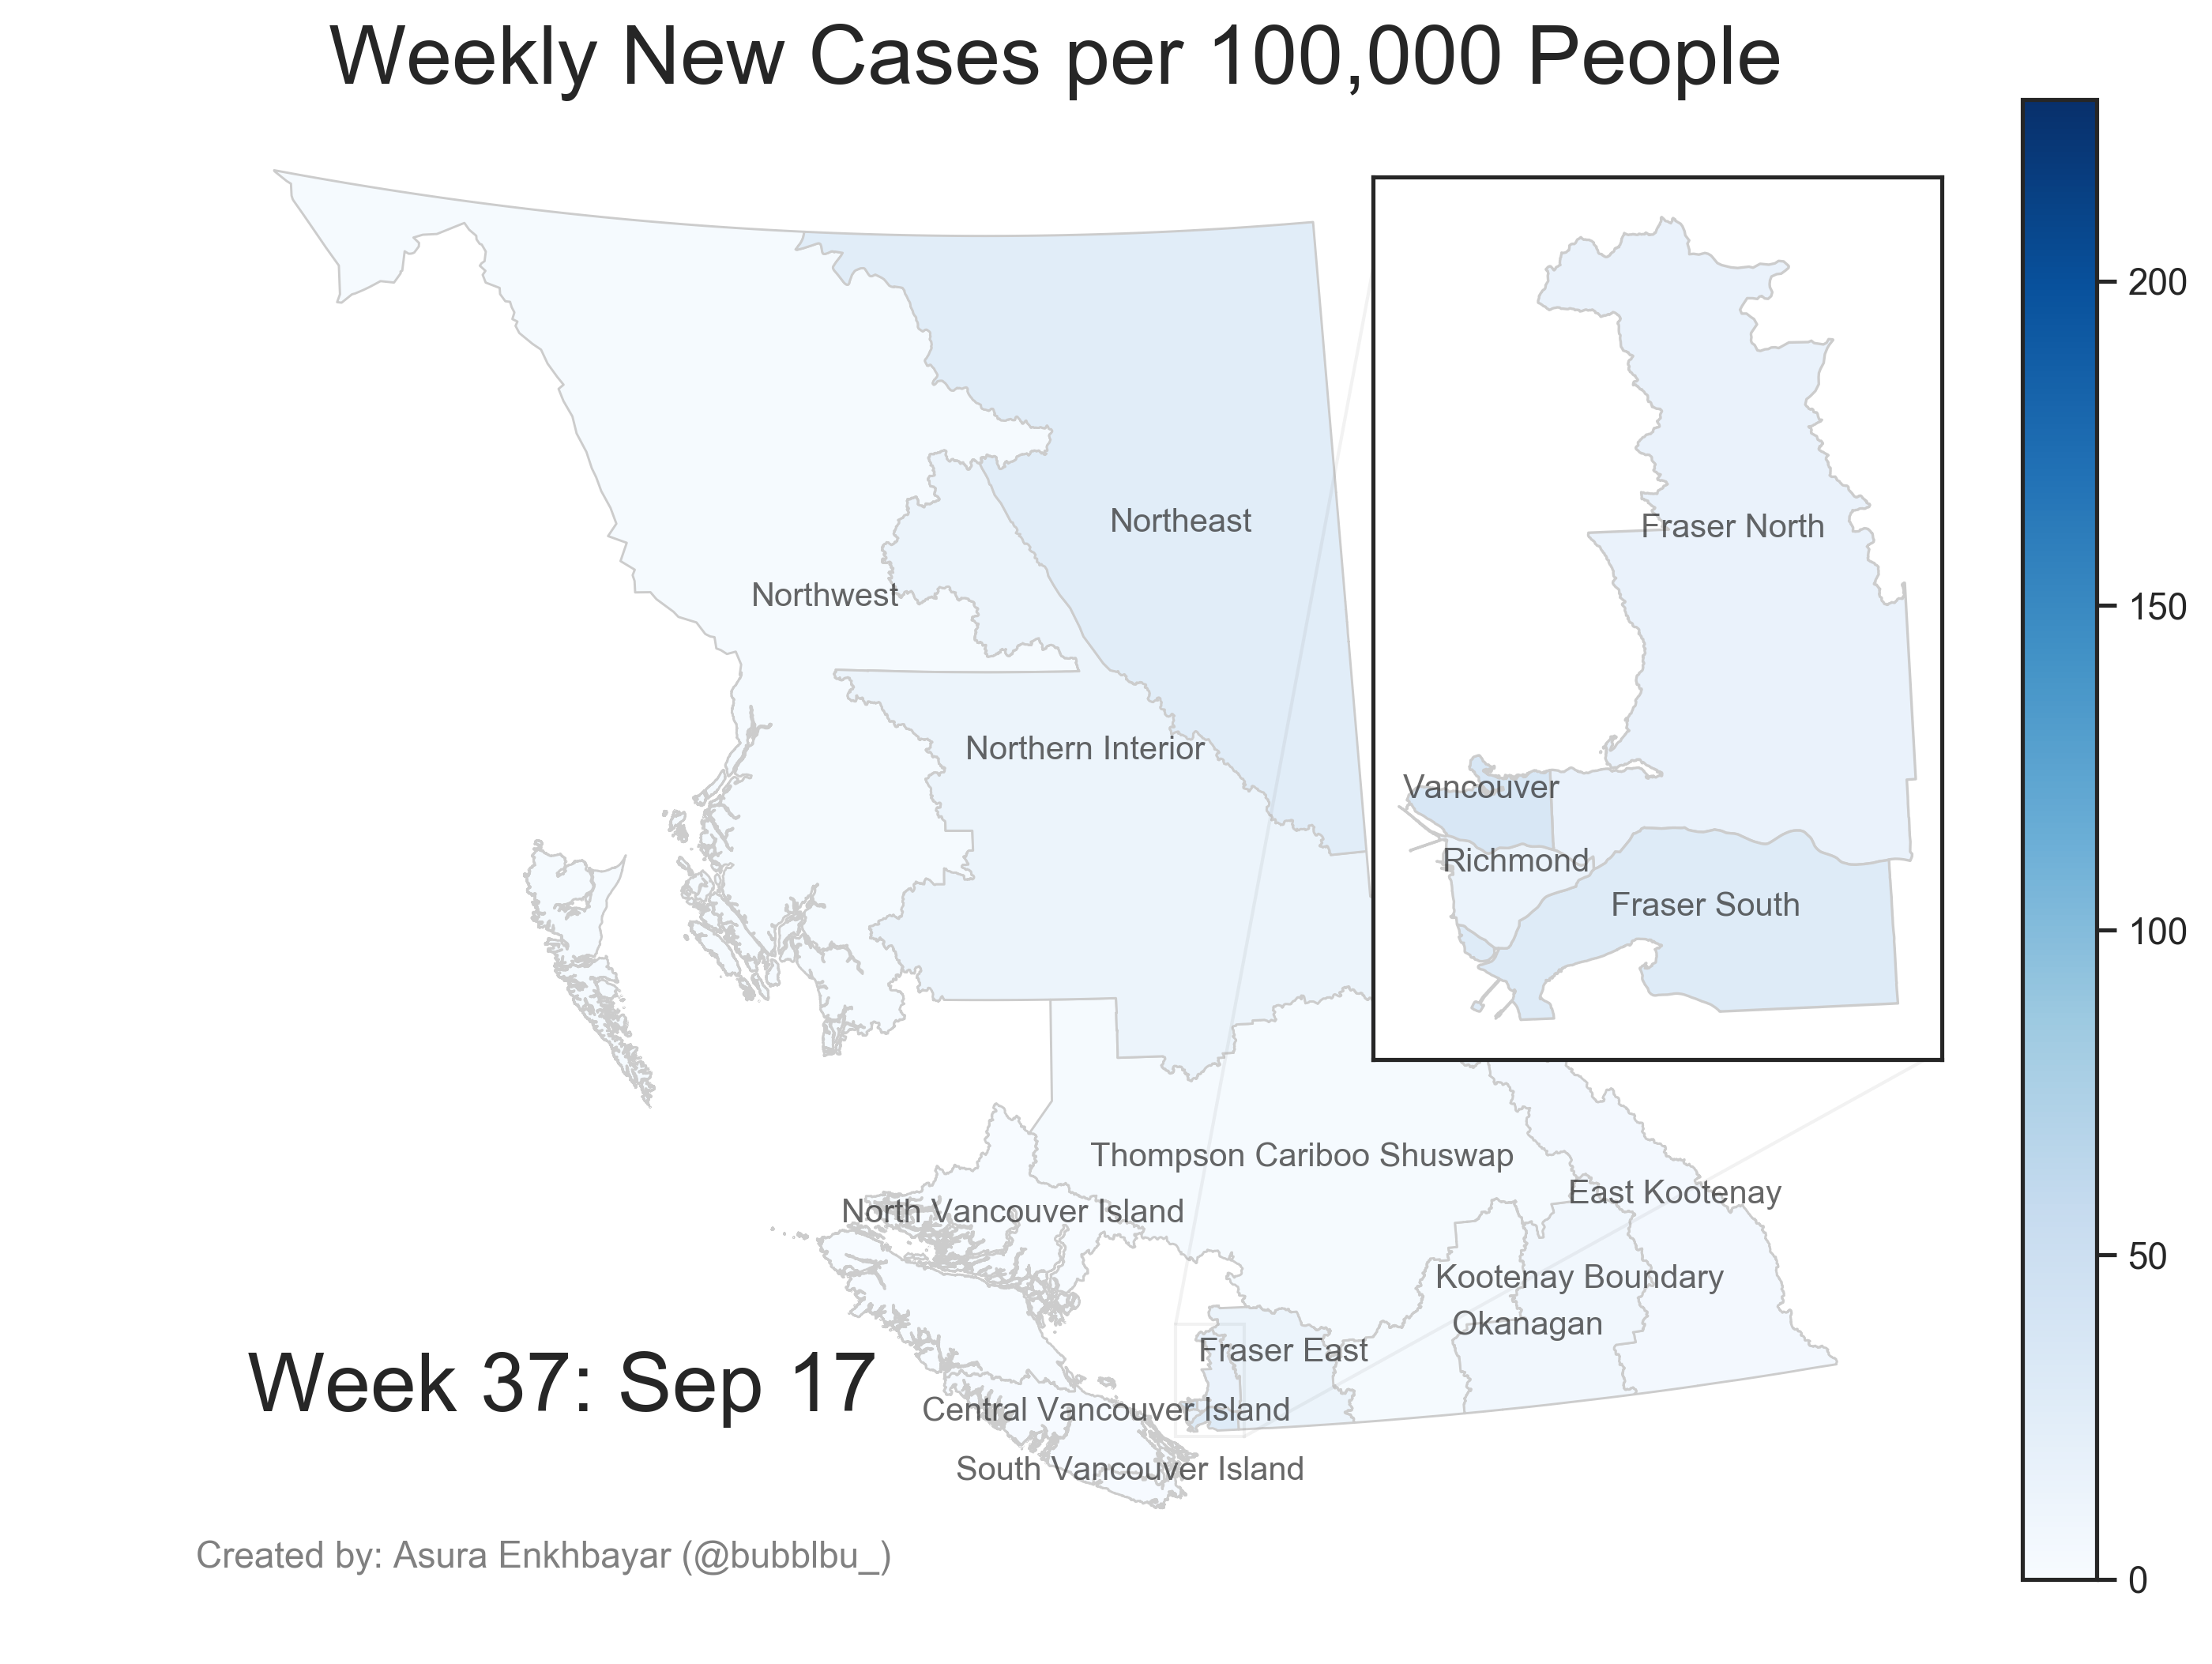 Weekly New Cases per 100,000 People
Northeast
Northwest
Northern Interior
Fraser North
Vancouver
Richmond
Fraser South
Thompson Cariboo Shuswap
East Kootenay
North Vancouver Island
Kootenay Boundary
Okanagan
Fraser East
Central Vancouver Island
South Vancouver Island
Week 37: Sep 17
Created by: Asura Enkhbayar (@bubblbu_)
200
150
100
50
0